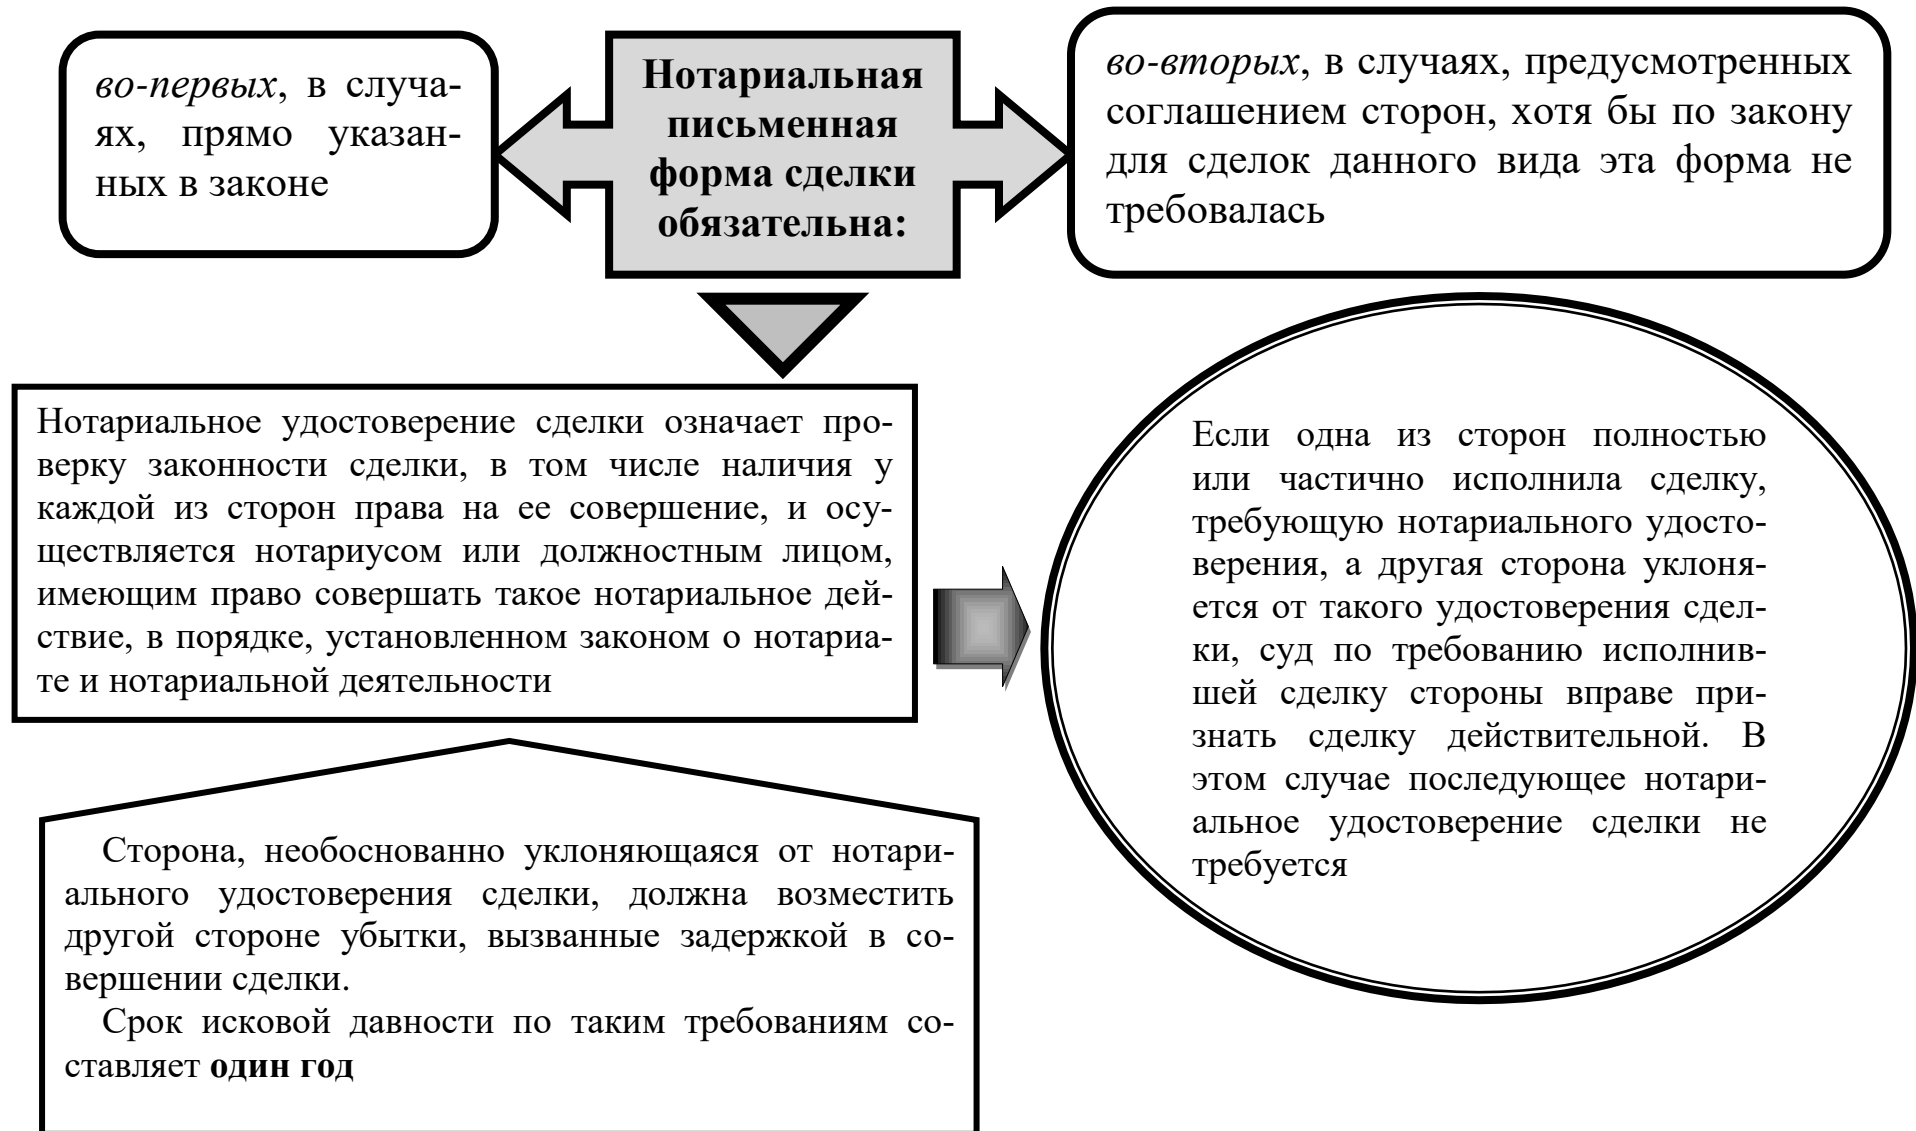 во-первых, в случа-
ях, прямо указан-
ных в законе
Нотариальная
письменная
форма сделки
обязательна:
во-вторых, в случаях, предусмотренных
соглашением сторон, хотя бы по закону
для сделок данного вида эта форма не
требовалась
Нотариальное удостоверение сделки означает про-
верку законности сделки, в том числе наличия у
каждой из сторон права на ее совершение, и осу-
ществляется нотариусом или должностным лицом,
имеющим право совершать такое нотариальное дей-
ствие, в порядке, установленном законом о нотариа-
те и нотариальной деятельности
Если одна из сторон полностью
или частично исполнила сделку,
требующую нотариального удосто-
верения, а другая сторона уклоня-
ется от такого удостоверения сдел-
ки, суд по требованию исполнив-
шей сделку стороны вправе при-
знать сделку действительной. В
этом случае последующее нотари-
альное удостоверение сделки не
требуется
Сторона, необоснованно уклоняющаяся от нотари-
ального удостоверения сделки, должна возместить
другой стороне убытки, вызванные задержкой в со-
вершении сделки.
Срок исковой давности по таким требованиям со-
ставляет один год